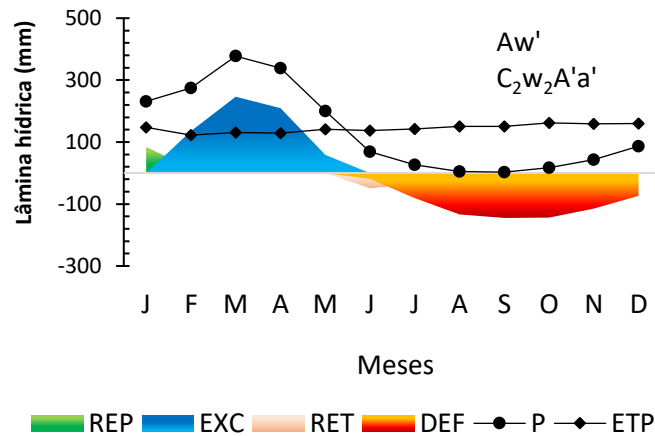 Lâmina hídrica (mm)
500
300
100
-100
-300
Aw'
C₂w₂A'a'
J F M A M J J A S O N D
Meses
REP EXC RET DEF P ETP